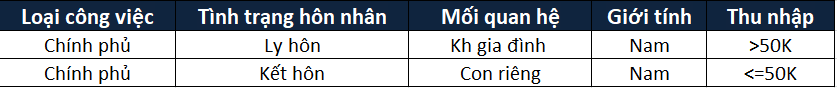 Loại công việc Tình trạng hôn nhân Mối quan hệ Giới tính Thu nhập
Chính phủ Ly hôn Kh gia đình Nam >50K
Chính phủ Kết hôn Con riêng Nam <=50K